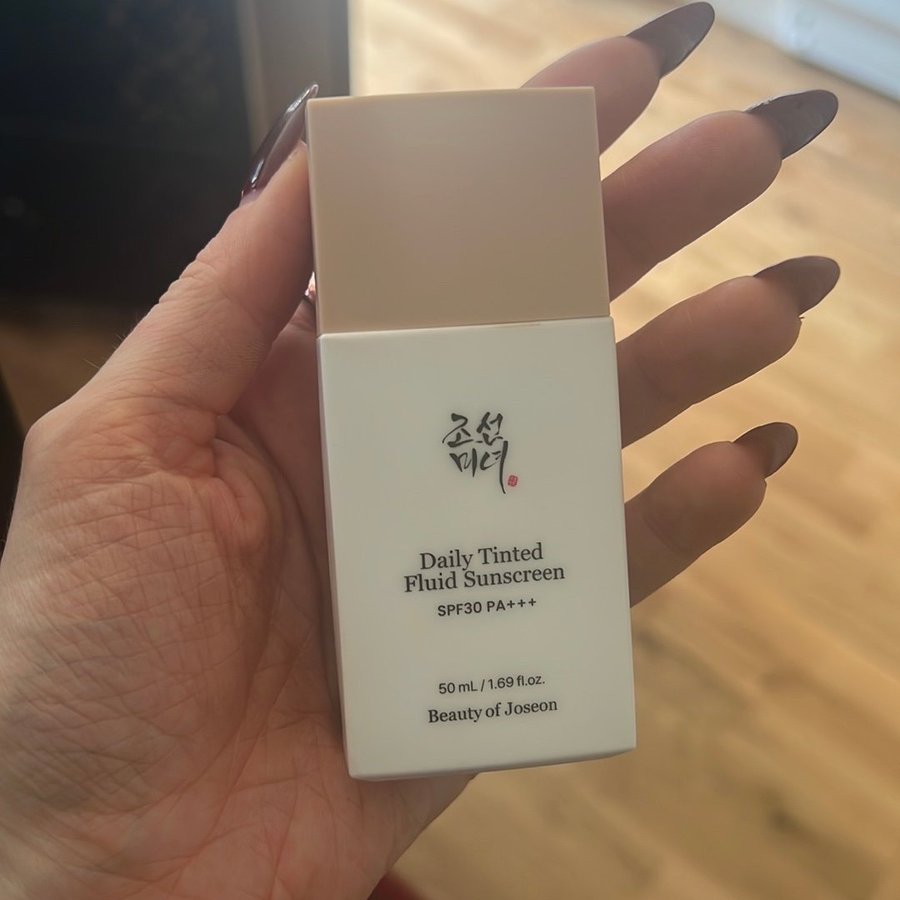 조선
미녀
Daily Tinted
Fluid Sunscreen
SPF30 PA+++
50 mL / 1.69 fl.oz.
Beauty of Joseon